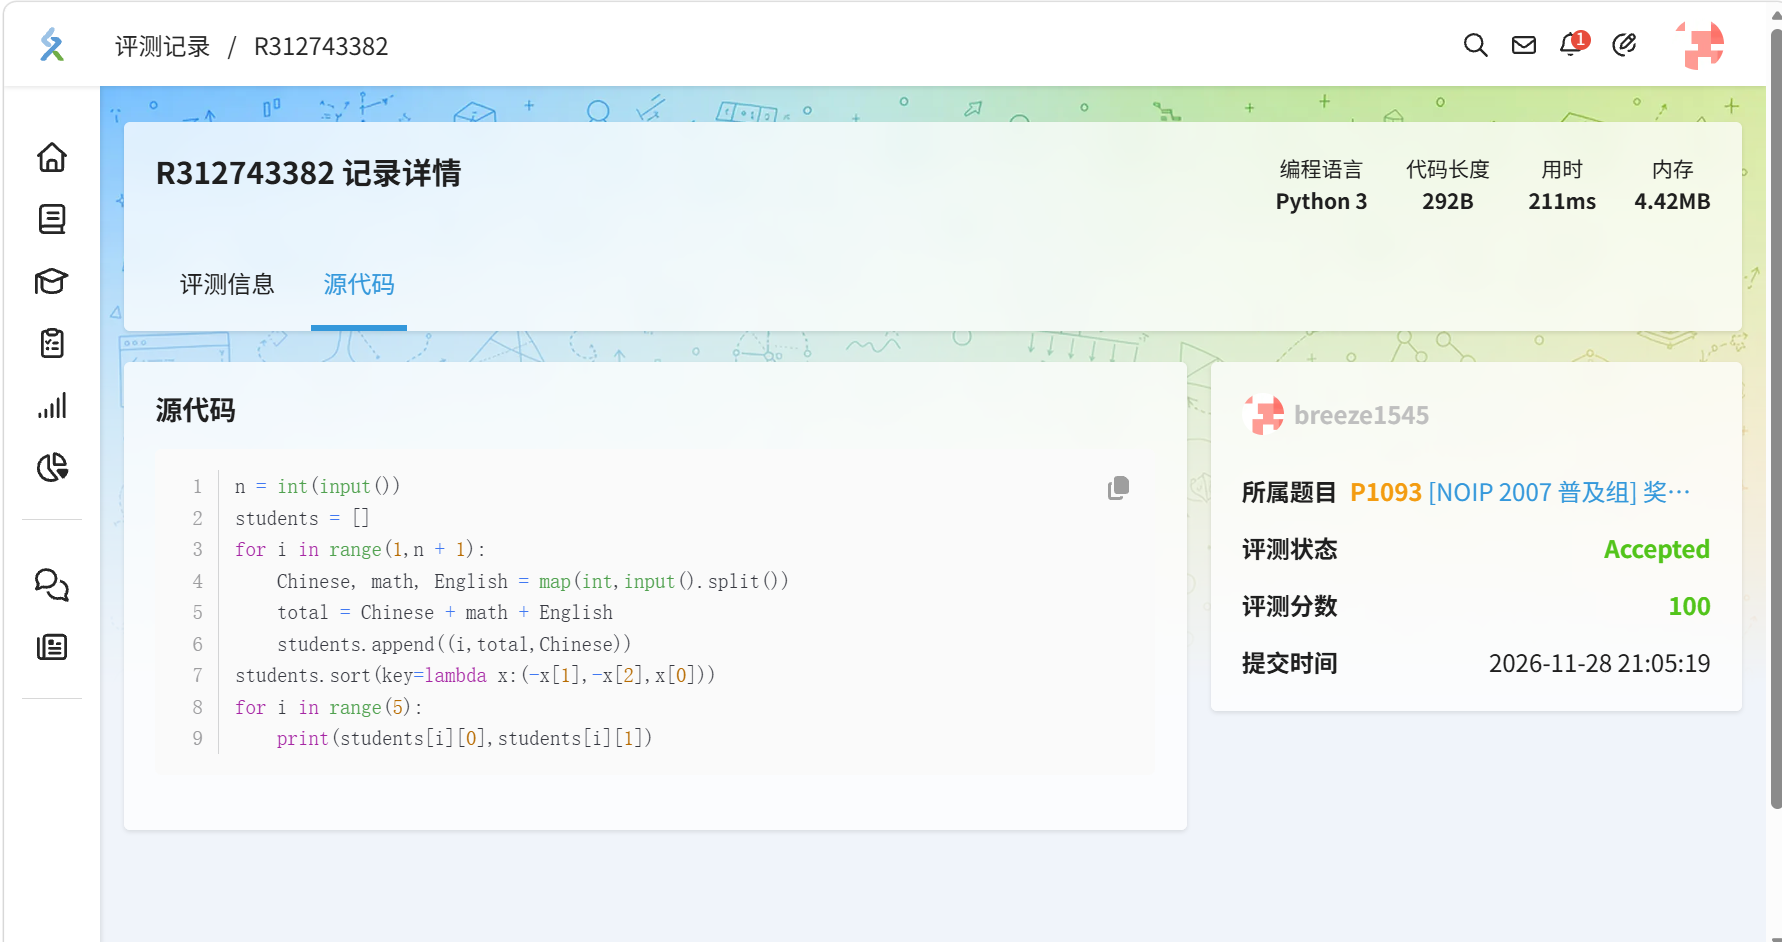 评测记录 / R312743382
1
R312743382 记录详情
编程语言 代码长度 用时 内存
Python 3 292B 211ms 4.42MB
评测信息 源代码
源代码
1 n = int(input())
2 students = []
3 for i in range(1,n + 1):
4     Chinese, math, English = map(int,input().split())
5     total = Chinese + math + English
6     students.append((i,total,Chinese))
7 students.sort(key=lambda x:(-x[1],-x[2],x[0]))
8 for i in range(5):
9     print(students[i][0],students[i][1])
breeze1545
所属题目 P1093 [NOIP 2007 普及组] 奖…
评测状态 Accepted
评测分数 100
提交时间 2026-11-28 21:05:19